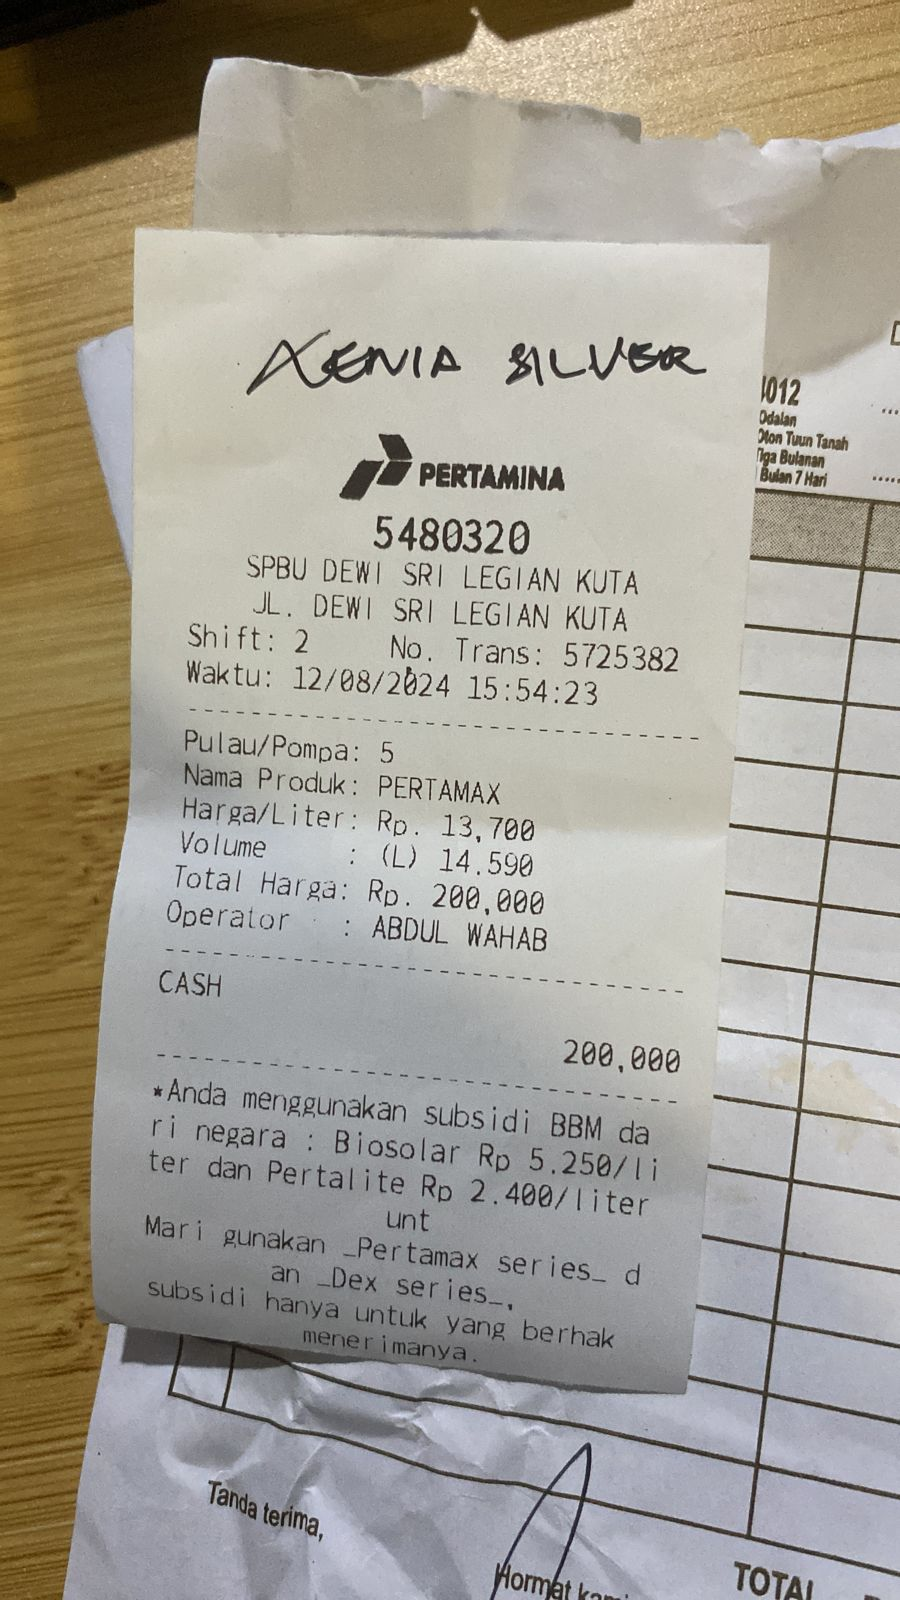 XENIA SILVER
PERTAMINA
5480320
SPBU DEWI SRI LEGIAN KUTA
JL. DEWI SRI LEGIAN KUTA
Shift: 2 No. Trans: 5725382
Waktu: 12/08/2024 15:54:23
Pulau/Pompa: 5
Nama Produk: PERTAMAX
Harga/Liter: Rp. 13,700
Volume : (L) 14.590
Total Harga: Rp. 200,000
Operator : ABDUL WAHAB
CASH
200,000
*Anda menggunakan subsidi BBM da
ri negara : Biosolar Rp 5.250/li
ter dan Pertalite Rp 2.400/liter
unt
Mari gunakan _Pertamax series_ d
an _Dex series_,
subsidi hanya untuk yang berhak
menerimanya.
012
Odalan
Oton Tuun Tanah
Tiga Bulanan
Bulan 7 Hari
Tanda terima,
Hormat
TOTAL